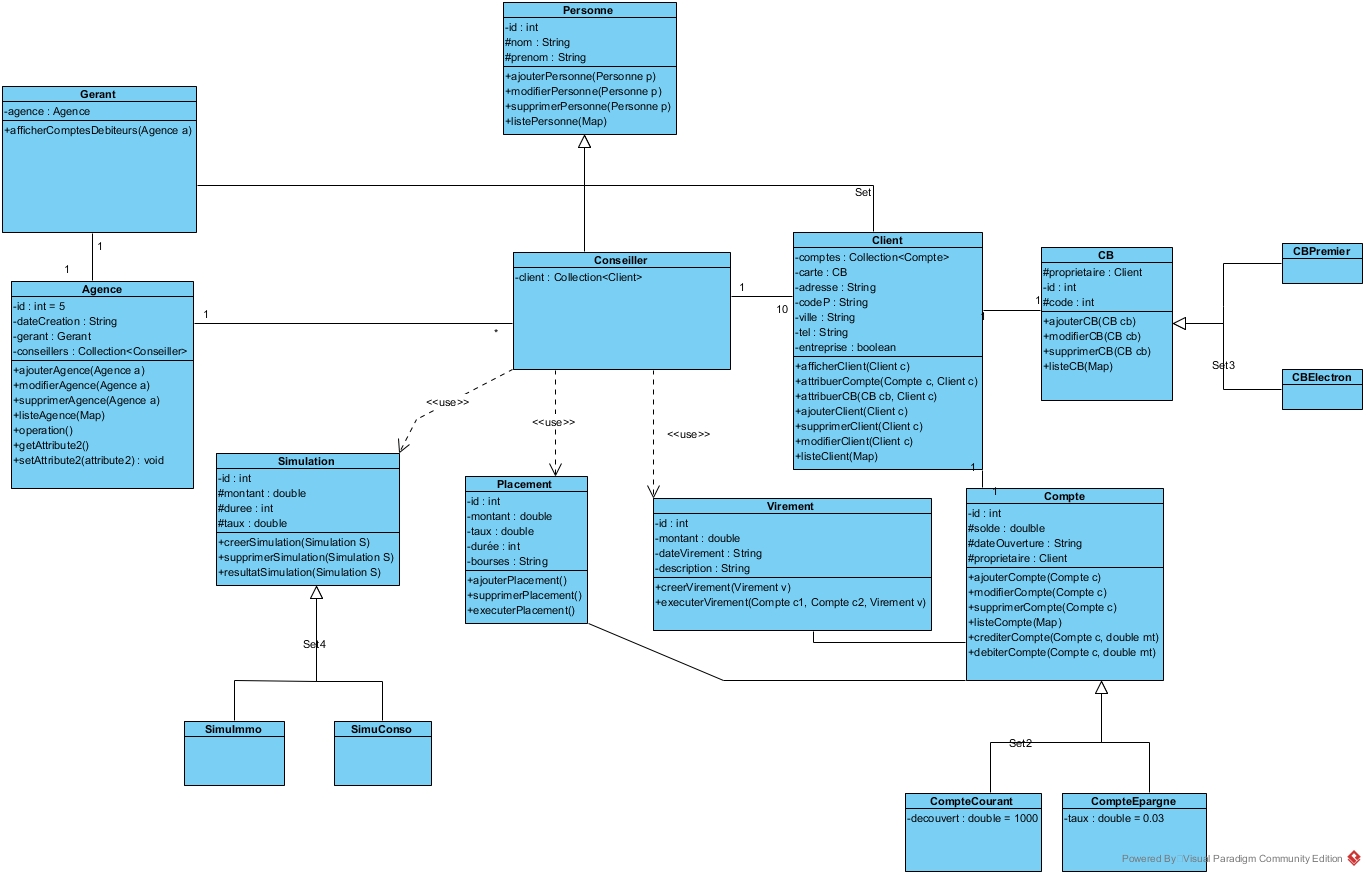 Personne
-id : int
#nom : String
#prenom : String
+ajouterPersonne(Personne p)
+modifierPersonne(Personne p)
+supprimerPersonne(Personne p)
+listePersonne(Map)
Gerant
-agence : Agence
+afficherComptesDebiteurs(Agence a)
Set
1
1
Agence
-id : int = 5
-dateCreation : String
-gerant : Gerant
-conseillers : Collection<Conseiller>
+ajouterAgence(Agence a)
+modifierAgence(Agence a)
+supprimerAgence(Agence a)
+listeAgence(Map)
+operation()
+getAttribute2()
+setAttribute2(attribute2) : void
1
*
Conseiller
-client : Collection<Client>
1
10
Client
-comptes : Collection<Compte>
-carte : CB
-adresse : String
-codeP : String
-ville : String
-tel : String
-entreprise : boolean
+afficherClient(Client c)
+attribuerCompte(Compte c, Client c)
+attribuerCB(CB cb, Client c)
+ajouterClient(Client c)
+supprimerClient(Client c)
+modifierClient(Client c)
+listeClient(Map)
1
1
CB
#proprietaire : Client
-id : int
#code : int
+ajouterCB(CB cb)
+modifierCB(CB cb)
+supprimerCB(CB cb)
+listeCB(Map)
CBPremier
Set3
CBElectron
<<use>>
<<use>>
<<use>>
Simulation
-id : int
#montant : double
#duree : int
#taux : double
+creerSimulation(Simulation S)
+supprimerSimulation(Simulation S)
+resultatSimulation(Simulation S)
Placement
-id : int
-montant : double
-taux : double
-durée : int
-bourses : String
+ajouterPlacement()
+supprimerPlacement()
+executerPlacement()
Virement
-id : int
-montant : double
-dateVirement : String
-description : String
+creerVirement(Virement v)
+executerVirement(Compte c1, Compte c2, Virement v)
1
1
Compte
-id : int
#solde : doulble
#dateOuverture : String
#proprietaire : Client
+ajouterCompte(Compte c)
+modifierCompte(Compte c)
+supprimerCompte(Compte c)
+listeCompte(Map)
+crediterCompte(Compte c, double mt)
+debiterCompte(Compte c, double mt)
Set4
SimuImmo
SimuConso
Set2
CompteCourant
-decouvert : double = 1000
CompteEpargne
-taux : double = 0.03
Powered By Visual Paradigm Community Edition